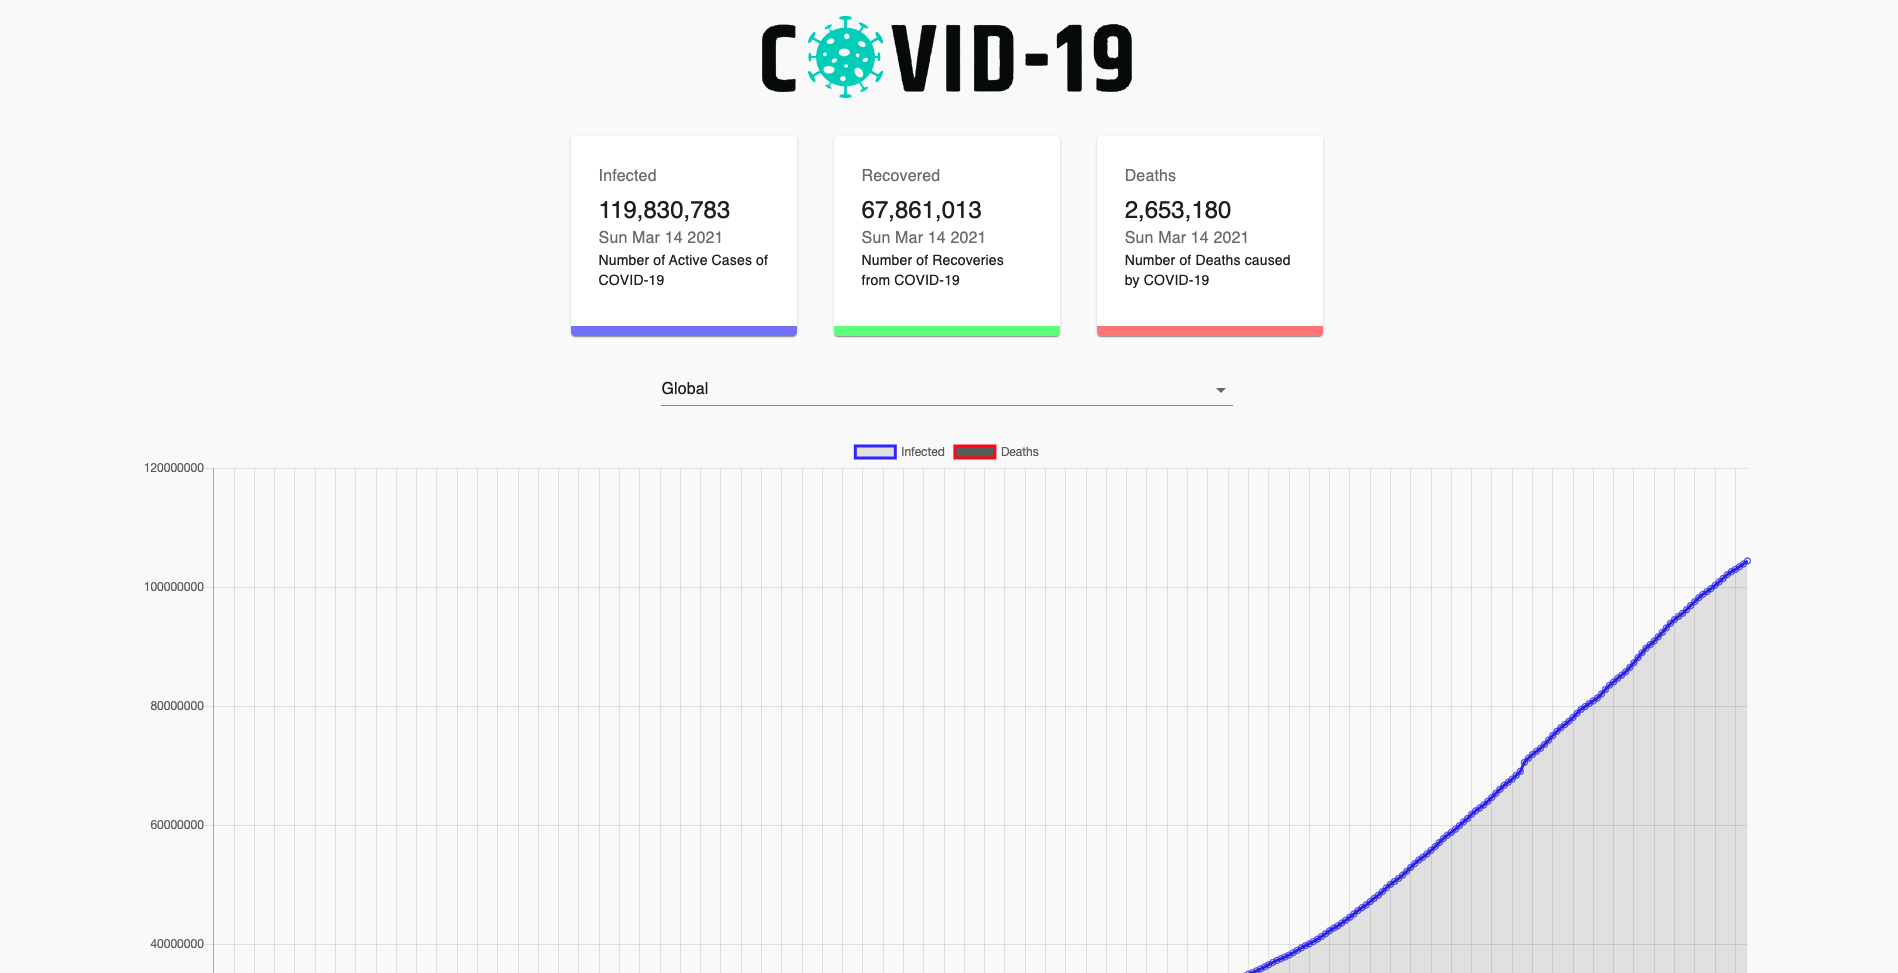 COVID-19
Infected
119,830,783
Sun Mar 14 2021
Number of Active Cases of
COVID-19
Recovered
67,861,013
Sun Mar 14 2021
Number of Recoveries
from COVID-19
Deaths
2,653,180
Sun Mar 14 2021
Number of Deaths caused
by COVID-19
Global
Infected Deaths
120000000
100000000
80000000
60000000
40000000